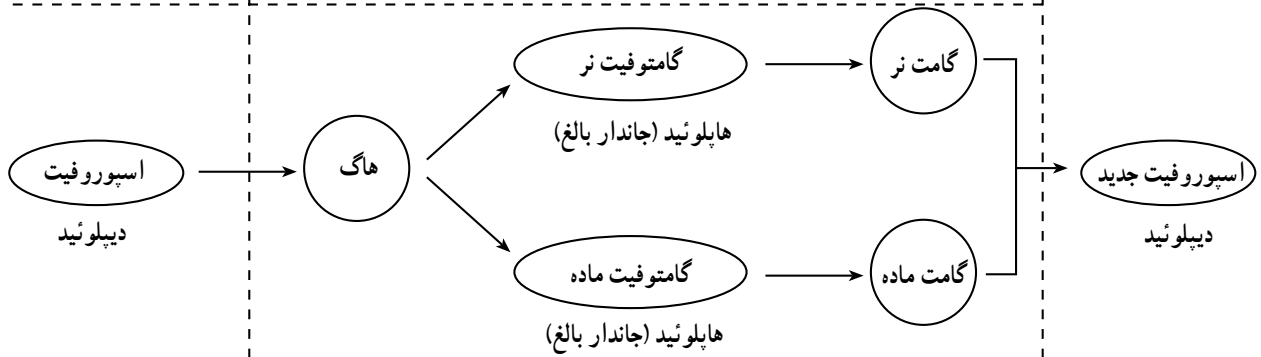 گامتوفیت نر
گامت نر
هاپلوئید (جاندار بالغ)
اسپوروفیت
هاگ
اسپوروفیت جدید
دیپلوئید
دیپلوئید
گامتوفیت ماده
گامت ماده
هاپلوئید (جاندار بالغ)